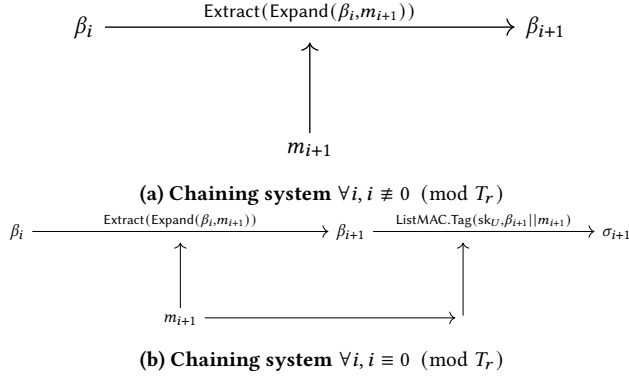 Extract(Expand(β_i,m_{i+1}))
β_i β_{i+1}
m_{i+1}
(a) Chaining system ∀i, i ≢ 0 (mod T_r)
Extract(Expand(β_i,m_{i+1})) ListMAC.Tag(sk_U,β_{i+1}||m_{i+1})
β_i β_{i+1} σ_{i+1}
m_{i+1}
(b) Chaining system ∀i, i ≡ 0 (mod T_r)